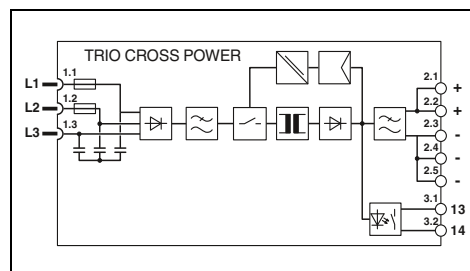 TRIO CROSS POWER
L1 1.1
L2 1.2
L3 1.3
2.1 +
2.2 +
2.3 -
2.4 -
2.5 -
3.1 13
3.2 14